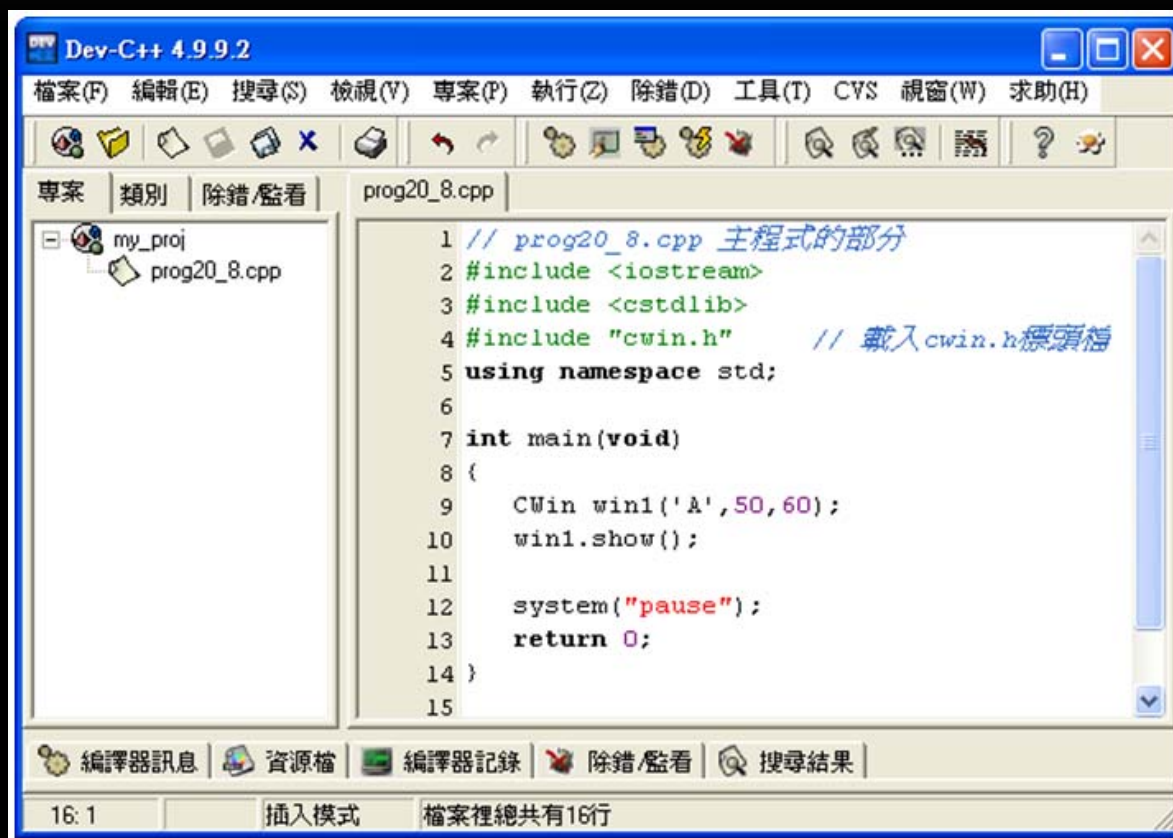 Dev-C++ 4.9.9.2
檔案(F) 編輯(E) 搜尋(S) 檢視(V) 專案(P) 執行(Z) 除錯(D) 工具(T) CVS 視窗(W) 求助(H)
專案 類別 除錯/監看
prog20_8.cpp
my_proj
prog20_8.cpp
1 // prog20_8.cpp 主程式的部分
2 #include <iostream>
3 #include <cstdlib>
4 #include "cwin.h" // 載入cwin.h標頭檔
5 using namespace std;
6
7 int main(void)
8 {
9 CWin win1('A',50,60);
10 win1.show();
11
12 system("pause");
13 return 0;
14 }
15
編譯器訊息 資源檔 編譯器記錄 除錯/監看 搜尋結果
16: 1 插入模式 檔案裡總共有16行